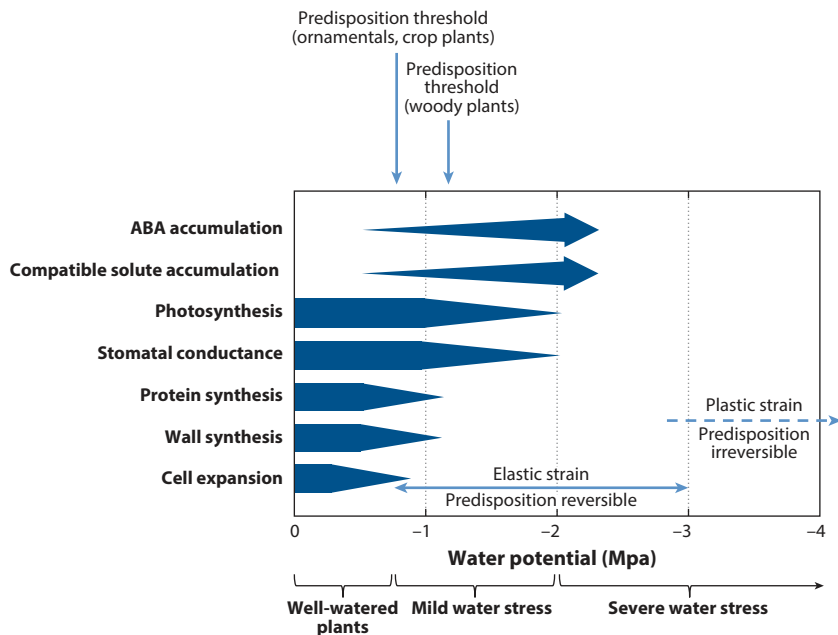 Predisposition threshold
(ornamentals, crop plants)
Predisposition
threshold
(woody plants)
ABA accumulation
Compatible solute accumulation
Photosynthesis
Stomatal conductance
Protein synthesis
Wall synthesis
Cell expansion
Plastic strain
Predisposition
irreversible
Elastic strain
Predisposition reversible
0 –1 –2 –3 –4
Water potential (Mpa)
Well-watered
plants
Mild water stress
Severe water stress